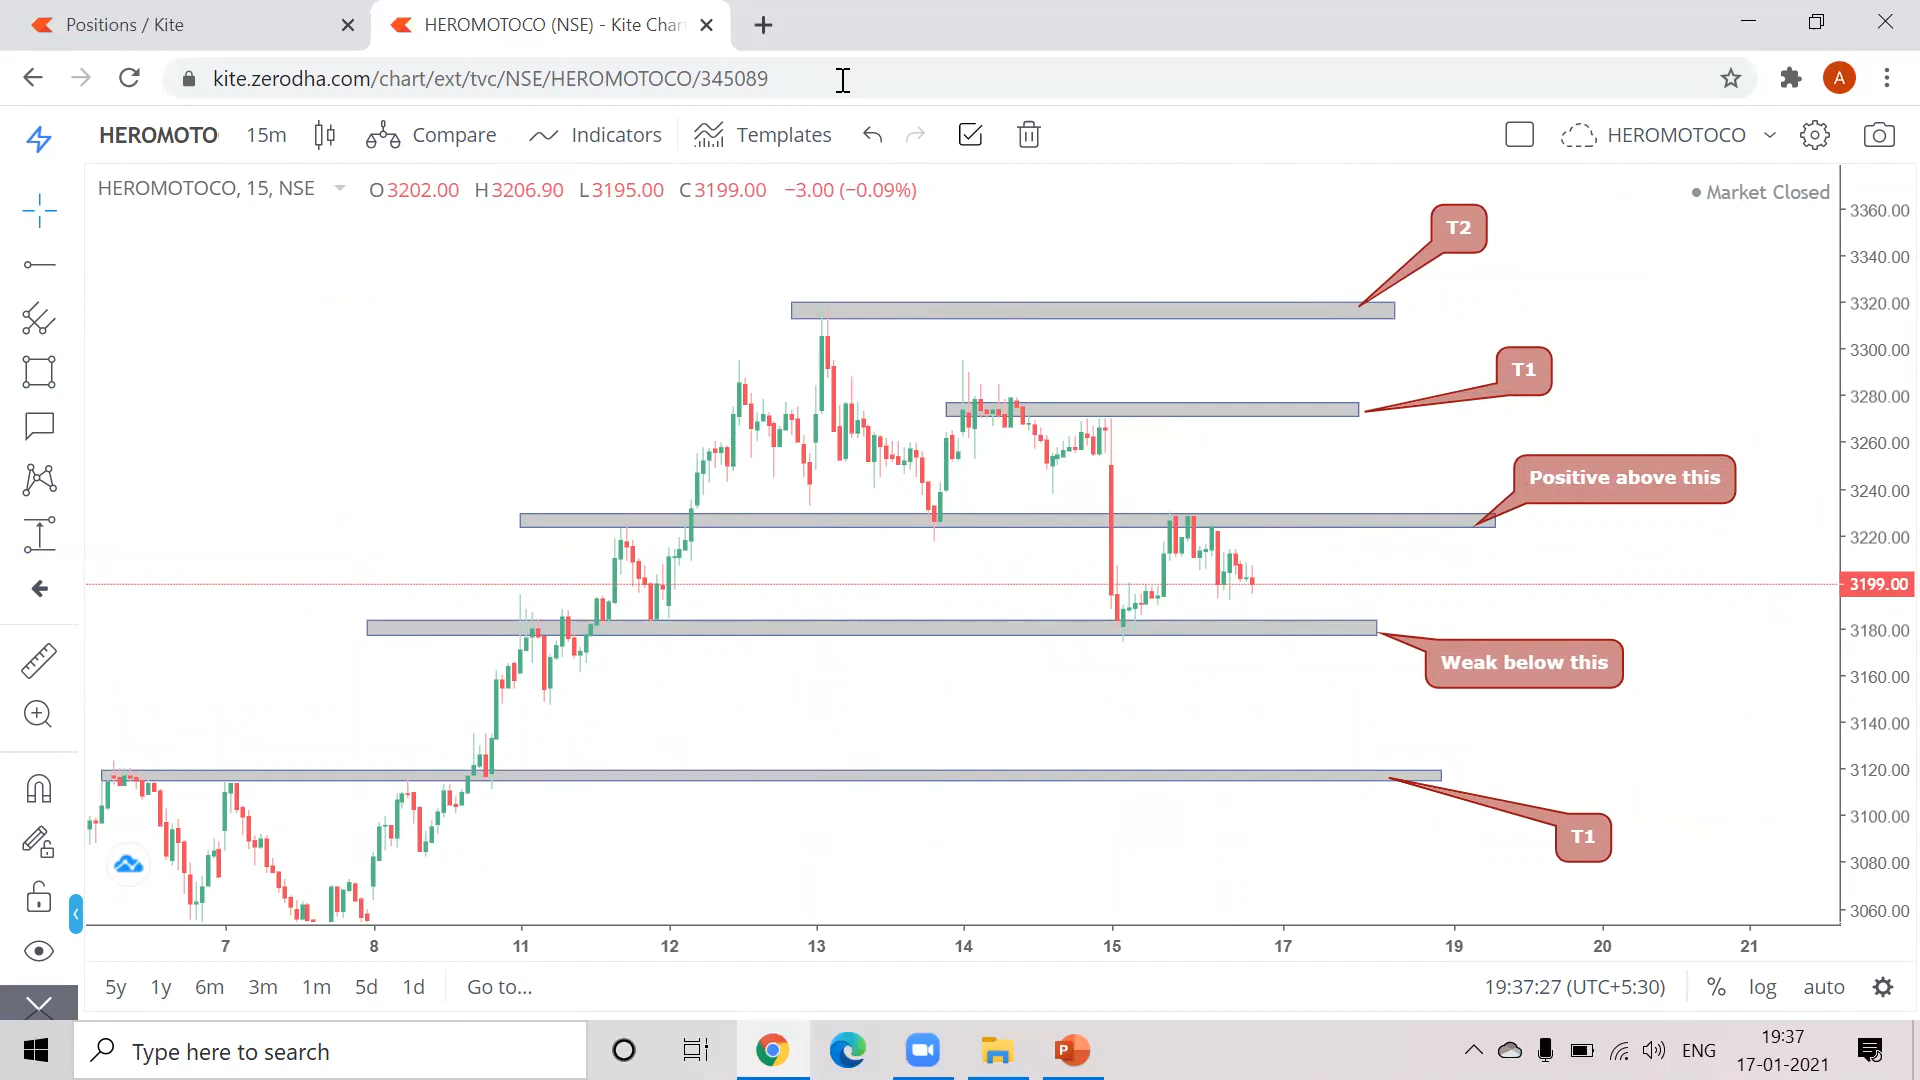 Positions / Kite
HEROMOTOCO (NSE) - Kite Char
kite.zerodha.com/chart/ext/tvc/NSE/HEROMOTOCO/345089
A
HEROMOTO 15m Compare Indicators Templates HEROMOTOCO
HEROMOTOCO, 15, NSE O3202.00 H3206.90 L3195.00 C3199.00 −3.00 (−0.09%)
Market Closed
T2
T1
Positive above this
Weak below this
T1
3360.00
3340.00
3320.00
3300.00
3280.00
3260.00
3240.00
3220.00
3199.00
3180.00
3160.00
3140.00
3120.00
3100.00
3080.00
3060.00
7 8 11 12 13 14 15 17 19 20 21
5y 1y 6m 3m 1m 5d 1d Go to... 19:37:27 (UTC+5:30) % log auto
Type here to search
P
ENG
19:37
17-01-2021